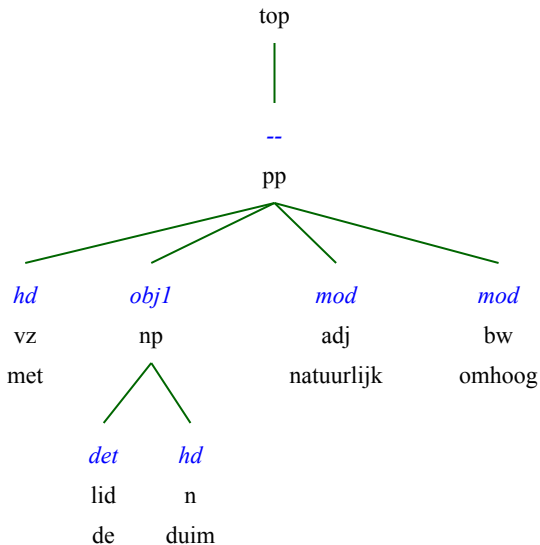 top
--
pp
hd obj1 mod mod
vz np adj bw
met natuurlijk omhoog
det hd
lid n
de duim